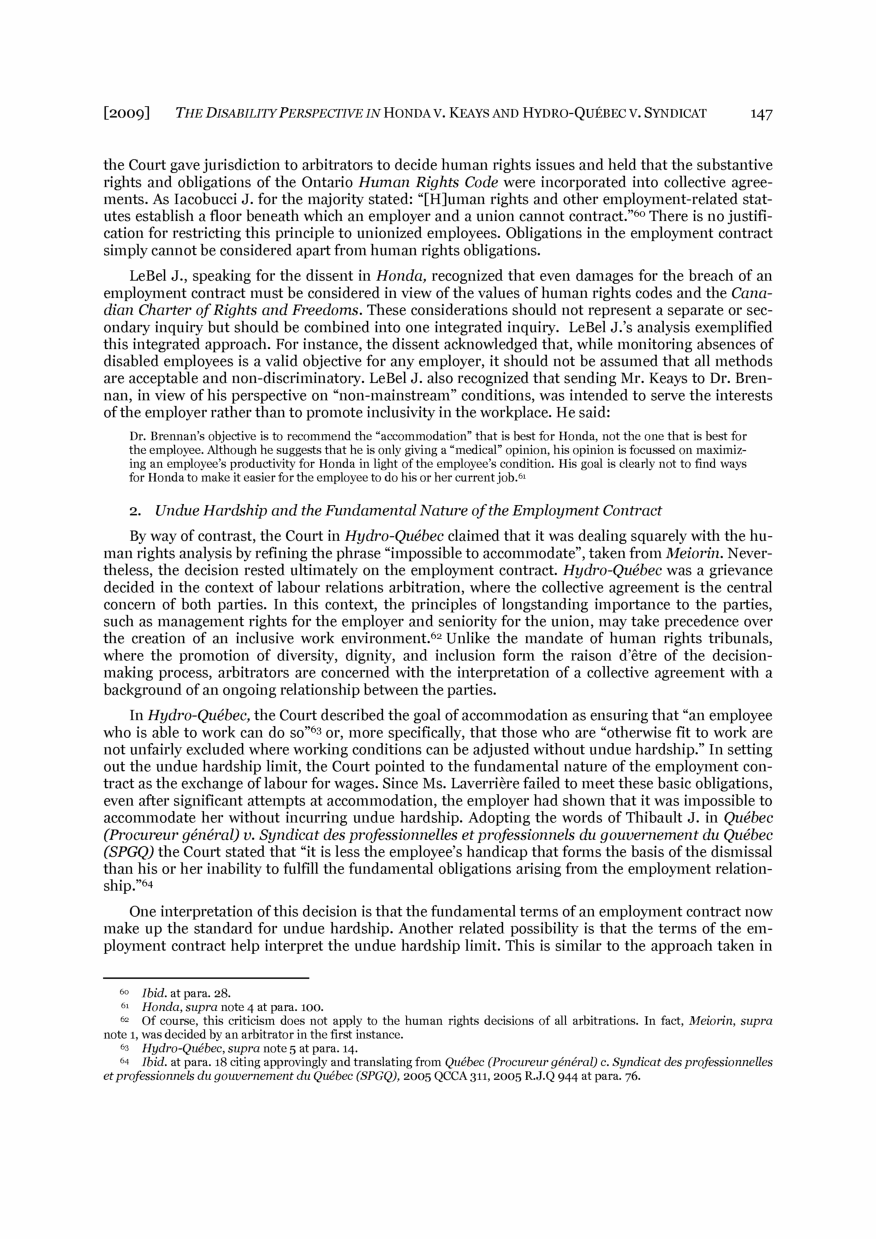 [2009] THE DISABILITY PERSPECTIVE IN HONDA V. KEAYS AND HYDRO-QUÉBEC V. SYNDICAT 147
the Court gave jurisdiction to arbitrators to decide human rights issues and held that the substantive
rights and obligations of the Ontario Human Rights Code were incorporated into collective agree-
ments. As Iacobucci J. for the majority stated: “[H]uman rights and other employment-related stat-
utes establish a floor beneath which an employer and a union cannot contract.”60 There is no justifi-
cation for restricting this principle to unionized employees. Obligations in the employment contract
simply cannot be considered apart from human rights obligations.
LeBel J., speaking for the dissent in Honda, recognized that even damages for the breach of an
employment contract must be considered in view of the values of human rights codes and the Cana-
dian Charter of Rights and Freedoms. These considerations should not represent a separate or sec-
ondary inquiry but should be combined into one integrated inquiry. LeBel J.’s analysis exemplified
this integrated approach. For instance, the dissent acknowledged that, while monitoring absences of
disabled employees is a valid objective for any employer, it should not be assumed that all methods
are acceptable and non-discriminatory. LeBel J. also recognized that sending Mr. Keays to Dr. Bren-
nan, in view of his perspective on “non-mainstream” conditions, was intended to serve the interests
of the employer rather than to promote inclusivity in the workplace. He said:
Dr. Brennan’s objective is to recommend the “accommodation” that is best for Honda, not the one that is best for
the employee. Although he suggests that he is only giving a “medical” opinion, his opinion is focussed on maximiz-
ing an employee’s productivity for Honda in light of the employee’s condition. His goal is clearly not to find ways
for Honda to make it easier for the employee to do his or her current job.61
2. Undue Hardship and the Fundamental Nature of the Employment Contract
By way of contrast, the Court in Hydro-Québec claimed that it was dealing squarely with the hu-
man rights analysis by refining the phrase “impossible to accommodate”, taken from Meiorin. Never-
theless, the decision rested ultimately on the employment contract. Hydro-Québec was a grievance
decided in the context of labour relations arbitration, where the collective agreement is the central
concern of both parties. In this context, the principles of longstanding importance to the parties,
such as management rights for the employer and seniority for the union, may take precedence over
the creation of an inclusive work environment.62 Unlike the mandate of human rights tribunals,
where the promotion of diversity, dignity, and inclusion form the raison d’être of the decision-
making process, arbitrators are concerned with the interpretation of a collective agreement with a
background of an ongoing relationship between the parties.
In Hydro-Québec, the Court described the goal of accommodation as ensuring that “an employee
who is able to work can do so”63 or, more specifically, that those who are “otherwise fit to work are
not unfairly excluded where working conditions can be adjusted without undue hardship.” In setting
out the undue hardship limit, the Court pointed to the fundamental nature of the employment con-
tract as the exchange of labour for wages. Since Ms. Laverrière failed to meet these basic obligations,
even after significant attempts at accommodation, the employer had shown that it was impossible to
accommodate her without incurring undue hardship. Adopting the words of Thibault J. in Québec
(Procureur général) v. Syndicat des professionnelles et professionnels du gouvernement du Québec
(SPGQ) the Court stated that “it is less the employee’s handicap that forms the basis of the dismissal
than his or her inability to fulfill the fundamental obligations arising from the employment relation-
ship.”64
One interpretation of this decision is that the fundamental terms of an employment contract now
make up the standard for undue hardship. Another related possibility is that the terms of the em-
ployment contract help interpret the undue hardship limit. This is similar to the approach taken in
60 Ibid. at para. 28.
61 Honda, supra note 4 at para. 100.
62 Of course, this criticism does not apply to the human rights decisions of all arbitrations. In fact, Meiorin, supra
note 1, was decided by an arbitrator in the first instance.
63 Hydro-Québec, supra note 5 at para. 14.
64 Ibid. at para. 18 citing approvingly and translating from Québec (Procureur général) c. Syndicat des professionnelles
et professionnels du gouvernement du Québec (SPGQ), 2005 QCCA 311, 2005 R.J.Q 944 at para. 76.